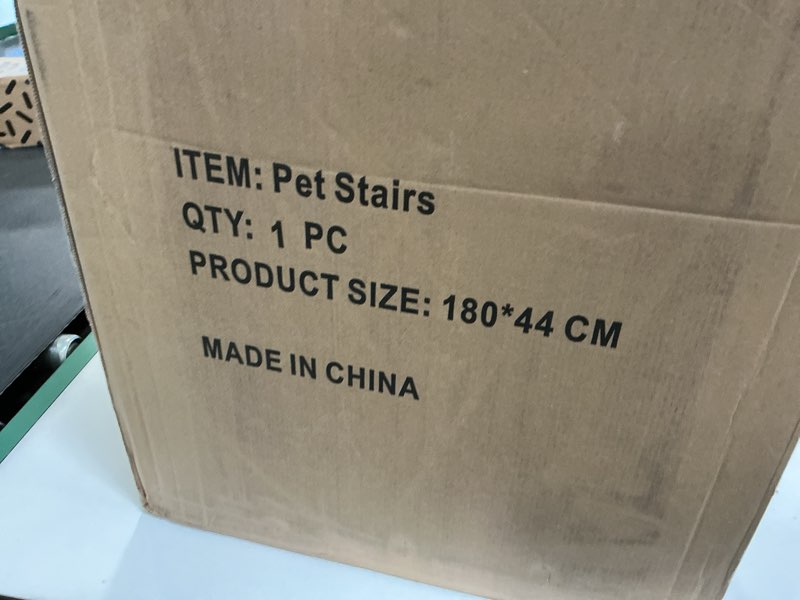 ITEM: Pet Stairs
QTY: 1 PC
PRODUCT SIZE: 180*44 CM
MADE IN CHINA